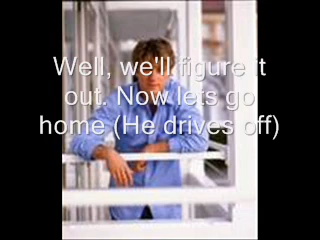 Well, we'll figure it
out. Now lets go
home (He drives off)